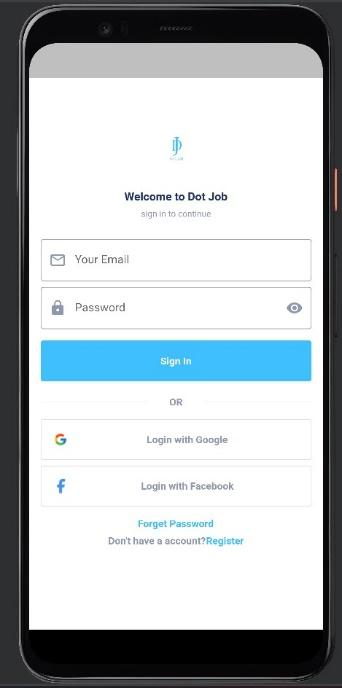 Welcome to Dot Job
sign in to continue
Your Email
Password
Sign In
OR
Login with Google
Login with Facebook
Forget Password
Don't have a account?Register